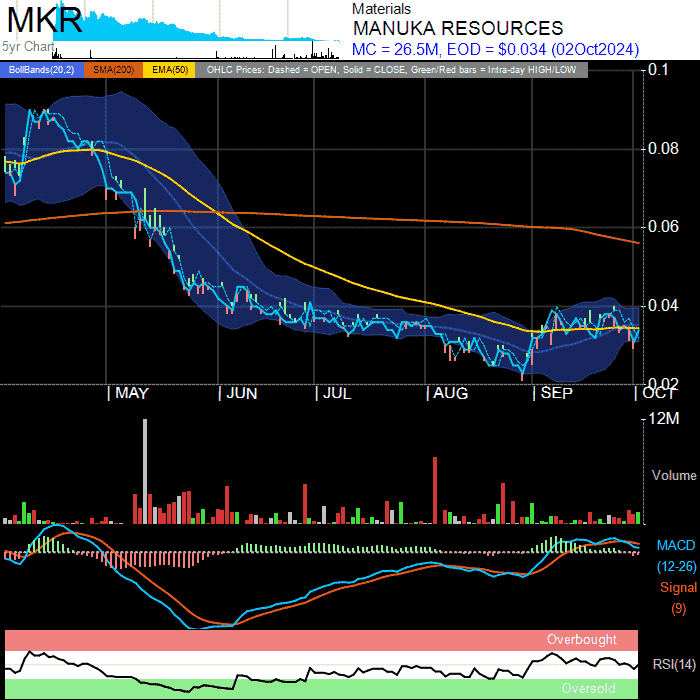 MKR
5yr Chart
Materials
MANUKA RESOURCES
MC = 26.5M, EOD = $0.034 (02Oct2024)
BollBands(20,2) SMA(200) EMA(50) OHLC Prices: Dashed = OPEN, Solid = CLOSE, Green/Red bars = Intra-day HIGH/LOW
0.1
0.08
0.06
0.04
0.02
MAY JUN JUL AUG SEP OCT
12M
Volume
MACD
(12-26)
Signal
(9)
Overbought
RSI(14)
Oversold